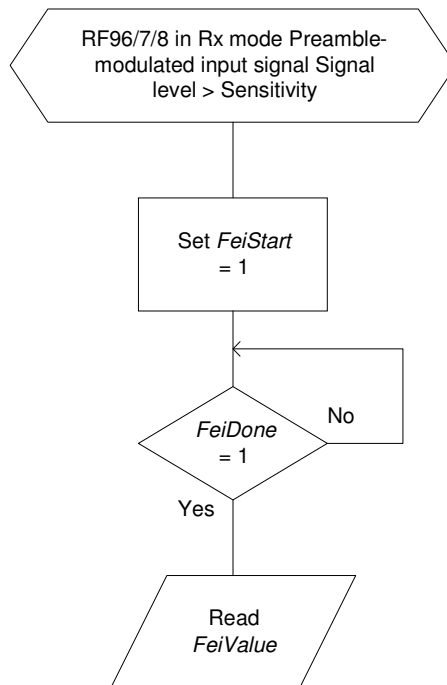 RF96/7/8 in Rx mode Preamble-
modulated input signal Signal
level > Sensitivity
Set FeiStart
= 1
No
FeiDone
= 1
Yes
Read
FeiValue